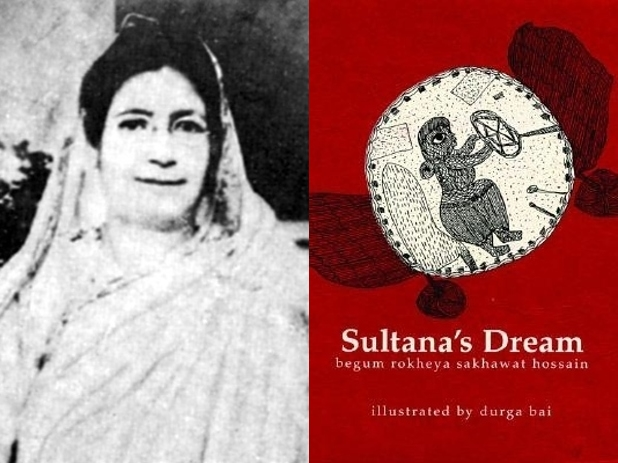 Sultana's Dream
begum rokheya sakhawat hossain
illustrated by durga bai